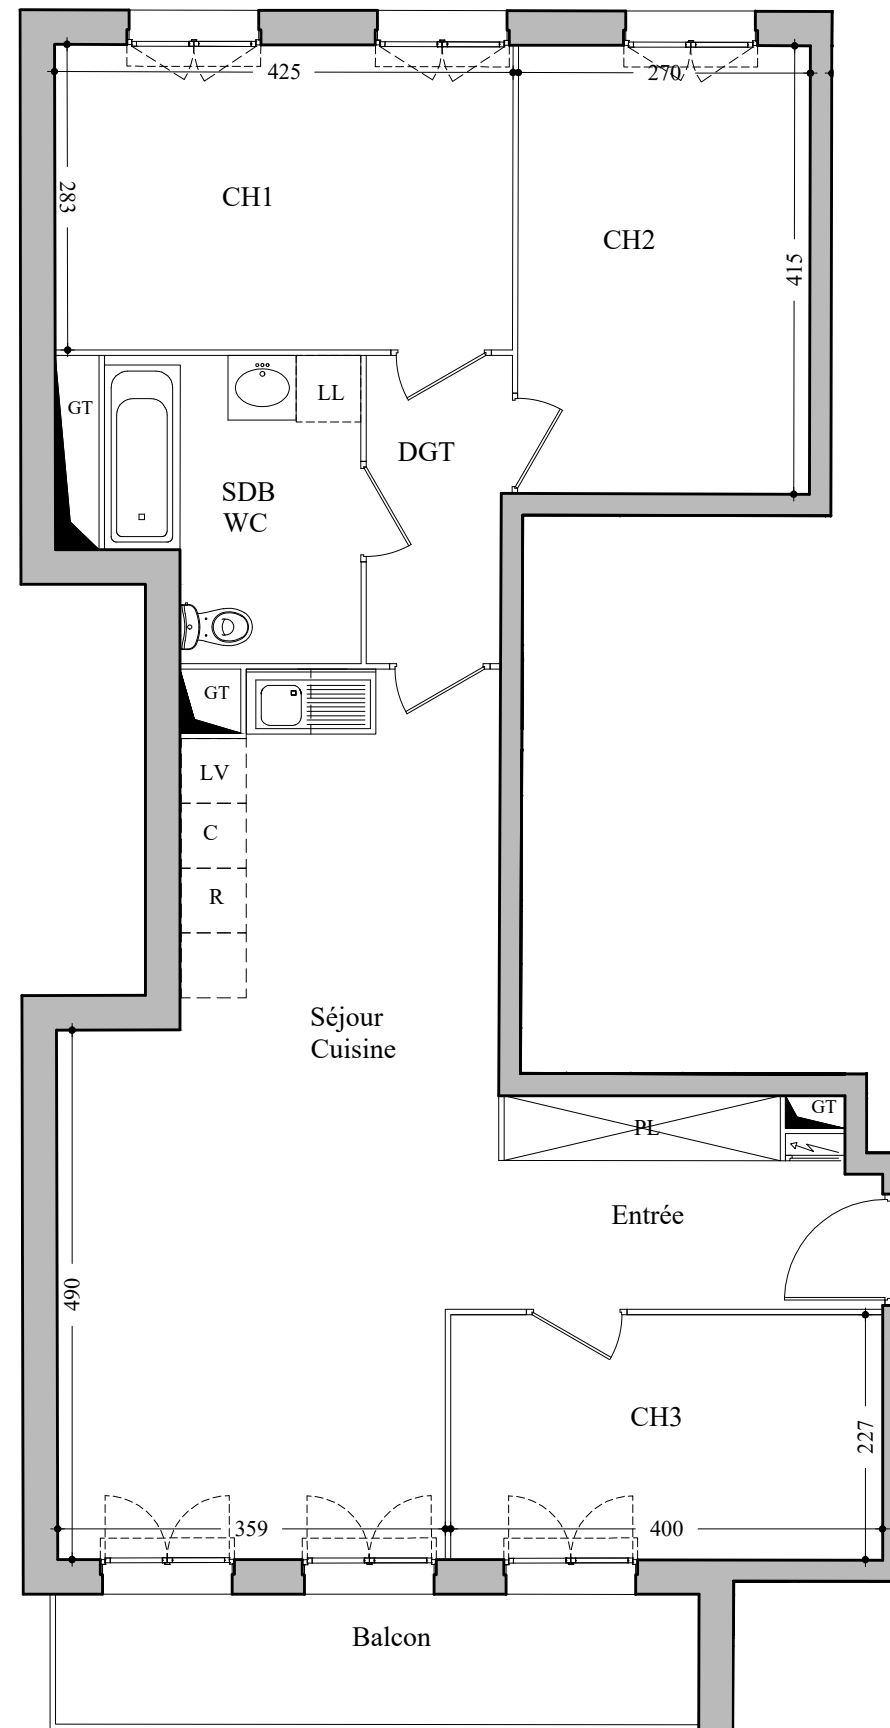 425
270
283
CH1
CH2
415
GT
LL
DGT
SDB
WC
GT
LV
C
R
Séjour
Cuisine
GT
PL
Entrée
490
CH3
227
359
400
Balcon